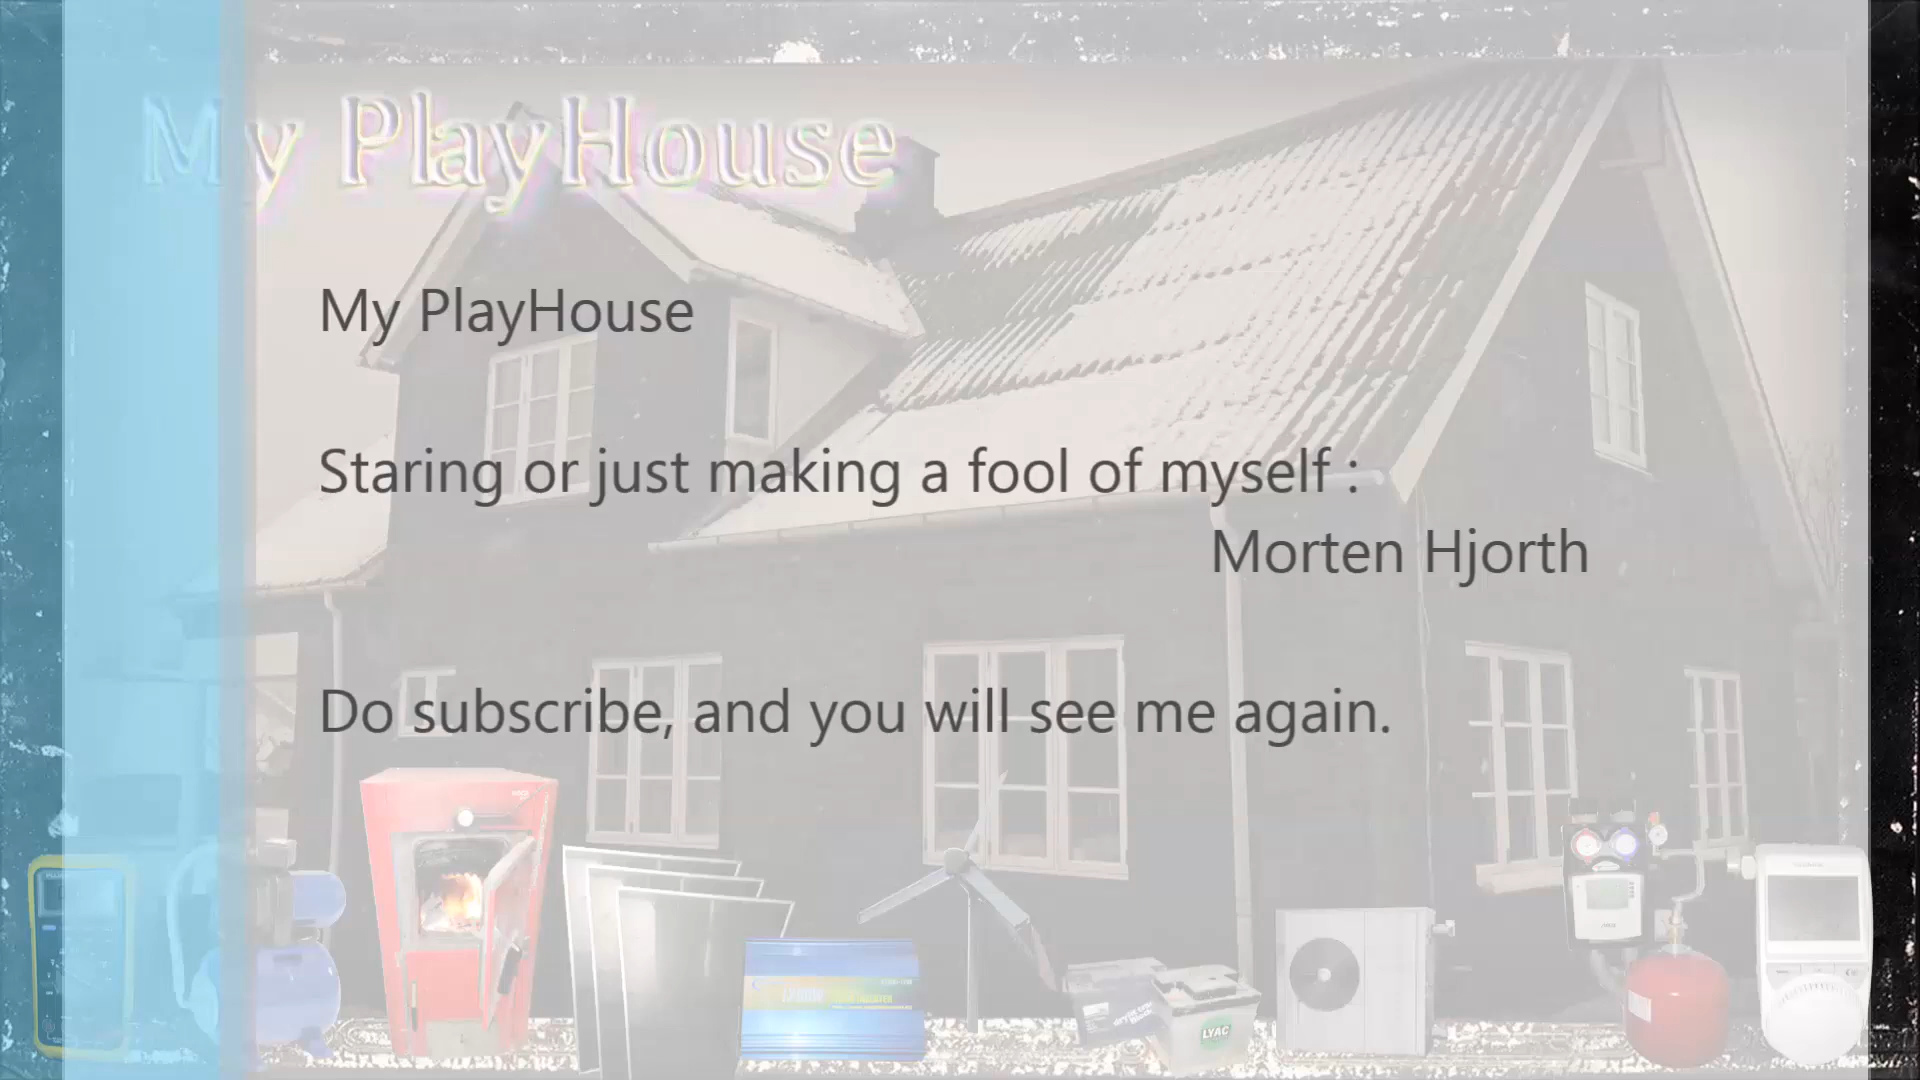 My PlayHouse
My PlayHouse
Staring or just making a fool of myself :
Morten Hjorth
Do subscribe, and you will see me again.
LYAC